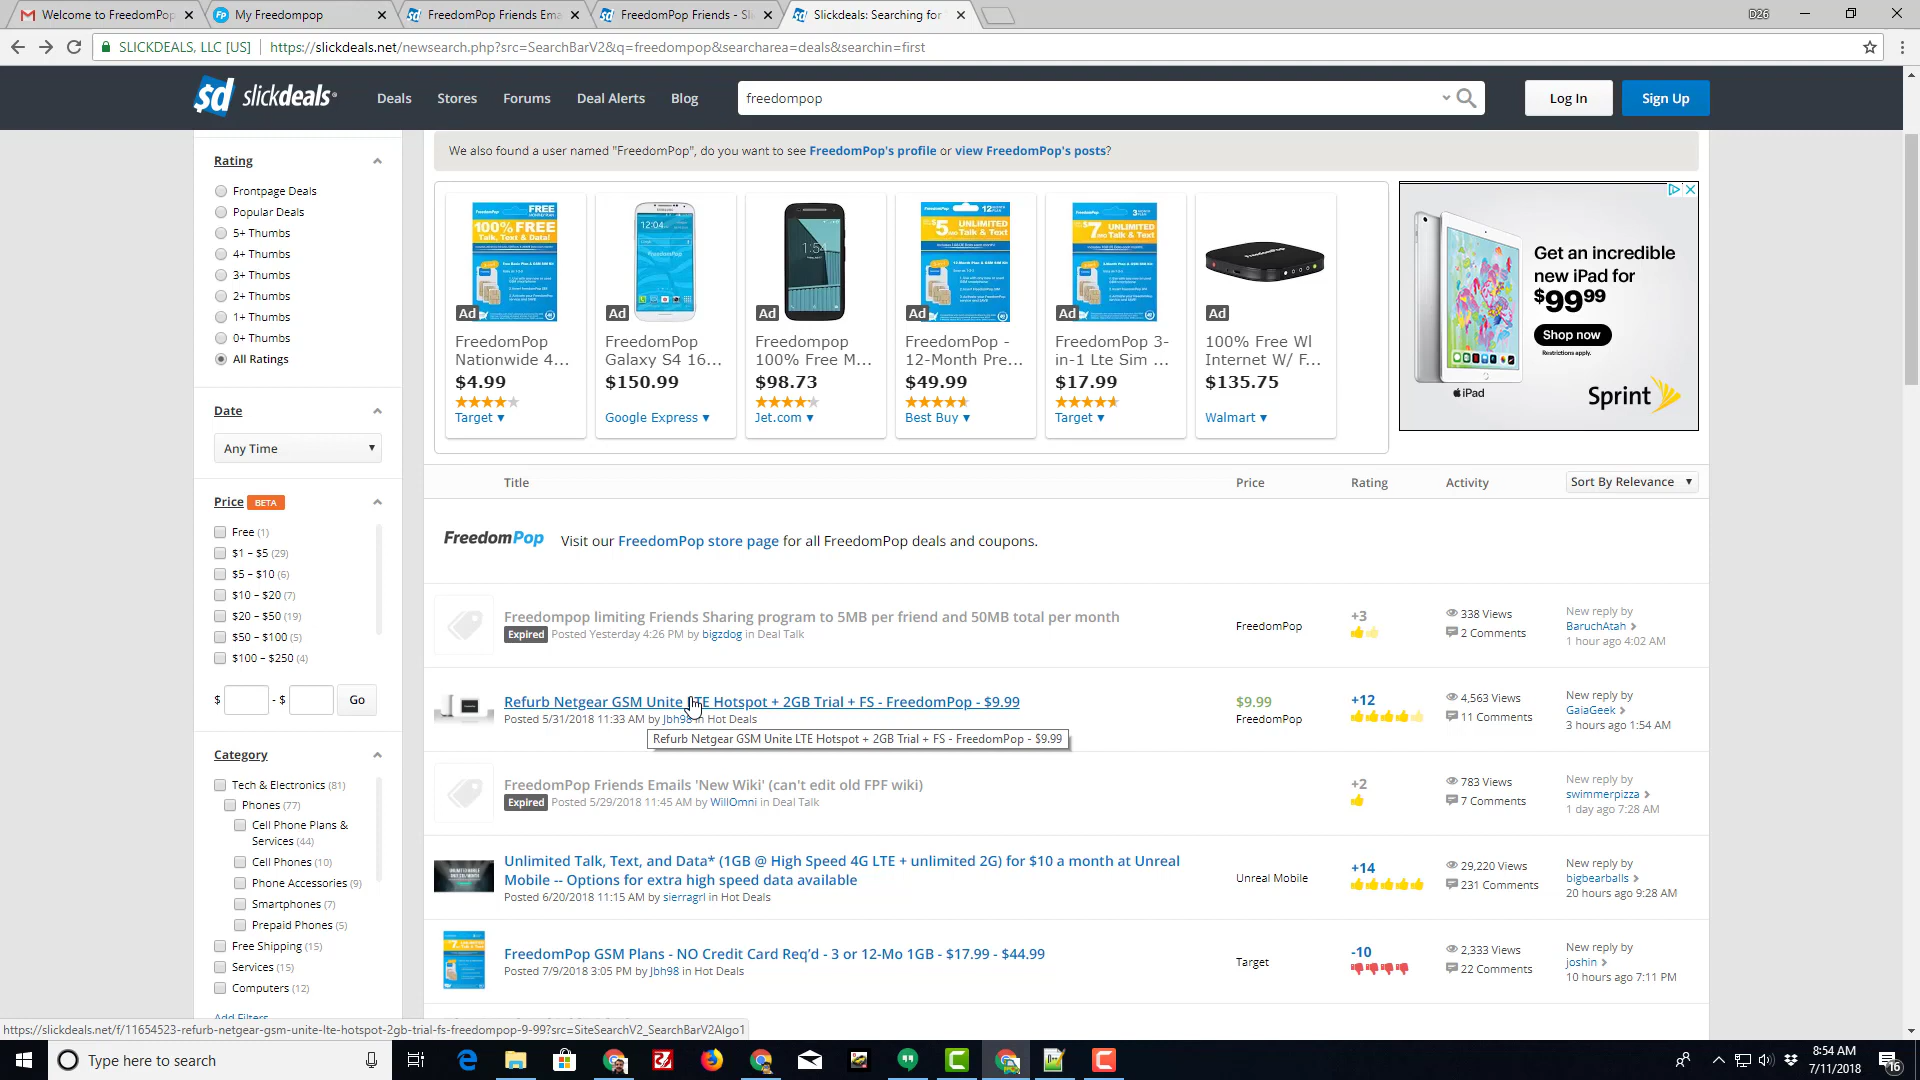 Welcome to FreedomPop
My Freedompop
FreedomPop Friends Ema
FreedomPop Friends - Sli
Slickdeals: Searching for
D26
SLICKDEALS, LLC [US]
https://slickdeals.net/newsearch.php?src=SearchBarV2&q=freedompop&searcharea=deals&searchin=first
sd slickdeals
Deals
Stores
Forums
Deal Alerts
Blog
freedompop
Log In
Sign Up
We also found a user named "FreedomPop", do you want to see FreedomPop's profile or view FreedomPop's posts?
Rating
Frontpage Deals
Popular Deals
5+ Thumbs
4+ Thumbs
3+ Thumbs
2+ Thumbs
1+ Thumbs
0+ Thumbs
All Ratings
Date
Any Time
Price BETA
Free (1)
$1 – $5 (29)
$5 – $10 (6)
$10 – $20 (7)
$20 – $50 (19)
$50 – $100 (5)
$100 – $250 (4)
$ - $ Go
Category
Tech & Electronics (81)
Phones (77)
Cell Phone Plans &
Services (44)
Cell Phones (10)
Phone Accessories (9)
Smartphones (7)
Prepaid Phones (5)
Free Shipping (15)
Services (15)
Computers (12)
Add Filters
Ad
FreedomPop
Nationwide 4...
$4.99
Target ▾
Ad
FreedomPop
Galaxy S4 16...
$150.99
Google Express ▾
Ad
Freedompop
100% Free M...
$98.73
Jet.com ▾
Ad
FreedomPop -
12-Month Pre...
$49.99
Best Buy ▾
Ad
FreedomPop 3-
in-1 Lte Sim ...
$17.99
Target ▾
Ad
100% Free Wl
Internet W/ F...
$135.75
Walmart ▾
Get an incredible
new iPad for
$99.99
Shop now
Restrictions apply.
iPad
Sprint
Title
Price
Rating
Activity
Sort By Relevance
FreedomPop Visit our FreedomPop store page for all FreedomPop deals and coupons.
Freedompop limiting Friends Sharing program to 5MB per friend and 50MB total per month
Expired Posted Yesterday 4:26 PM by bigzdog in Deal Talk
FreedomPop
+3
338 Views
2 Comments
New reply by
BaruchAtah
1 hour ago 4:02 AM
Refurb Netgear GSM Unite LTE Hotspot + 2GB Trial + FS - FreedomPop - $9.99
Posted 5/31/2018 11:33 AM by Jbh98 in Hot Deals
Refurb Netgear GSM Unite LTE Hotspot + 2GB Trial + FS - FreedomPop - $9.99
$9.99
FreedomPop
+12
4,563 Views
11 Comments
New reply by
GaiaGeek
3 hours ago 1:54 AM
FreedomPop Friends Emails 'New Wiki' (can't edit old FPF wiki)
Expired Posted 5/29/2018 11:45 AM by WillOmni in Deal Talk
+2
783 Views
7 Comments
New reply by
swimmerpizza
1 day ago 7:28 AM
Unlimited Talk, Text, and Data* (1GB @ High Speed 4G LTE + unlimited 2G) for $10 a month at Unreal
Mobile -- Options for extra high speed data available
Posted 6/20/2018 11:15 AM by sierragrl in Hot Deals
Unreal Mobile
+14
29,220 Views
231 Comments
New reply by
bigbearballs
20 hours ago 9:28 AM
FreedomPop GSM Plans - NO Credit Card Req'd - 3 or 12-Mo 1GB - $17.99 - $44.99
Posted 7/9/2018 3:05 PM by Jbh98 in Hot Deals
Target
-10
2,333 Views
22 Comments
New reply by
joshin
10 hours ago 7:11 PM
https://slickdeals.net/f/11654523-refurb-netgear-gsm-unite-lte-hotspot-2gb-trial-fs-freedompop-9-99?src=SiteSearchV2_SearchBarV2Algo1
Type here to search
8:54 AM
7/11/2018
16